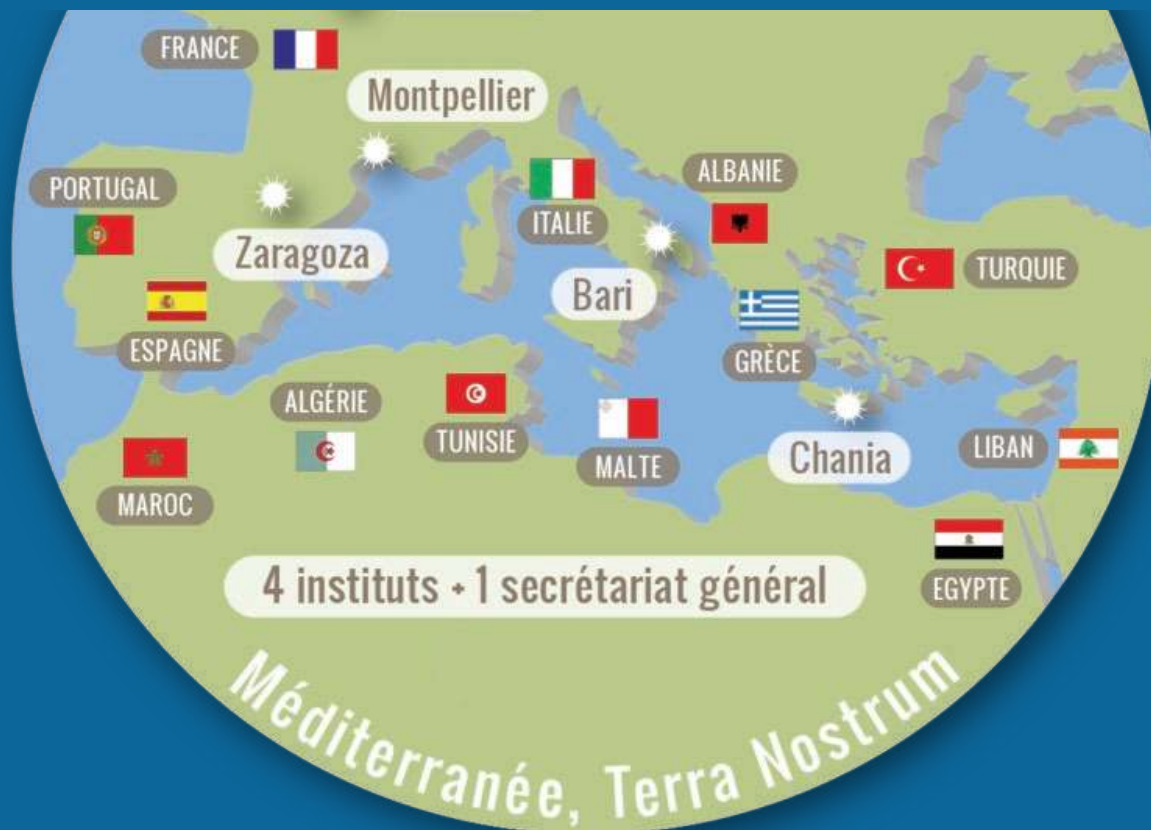 FRANCE
Montpellier
PORTUGAL
ITALIE
ALBANIE
Zaragoza
TURQUIE
Bari
ESPAGNE
GRÈCE
ALGÉRIE
TUNISIE
MALTE
Chania
LIBAN
MAROC
EGYPTE
4 instituts + 1 secrétariat général
Méditerranée, Terra Nostrum